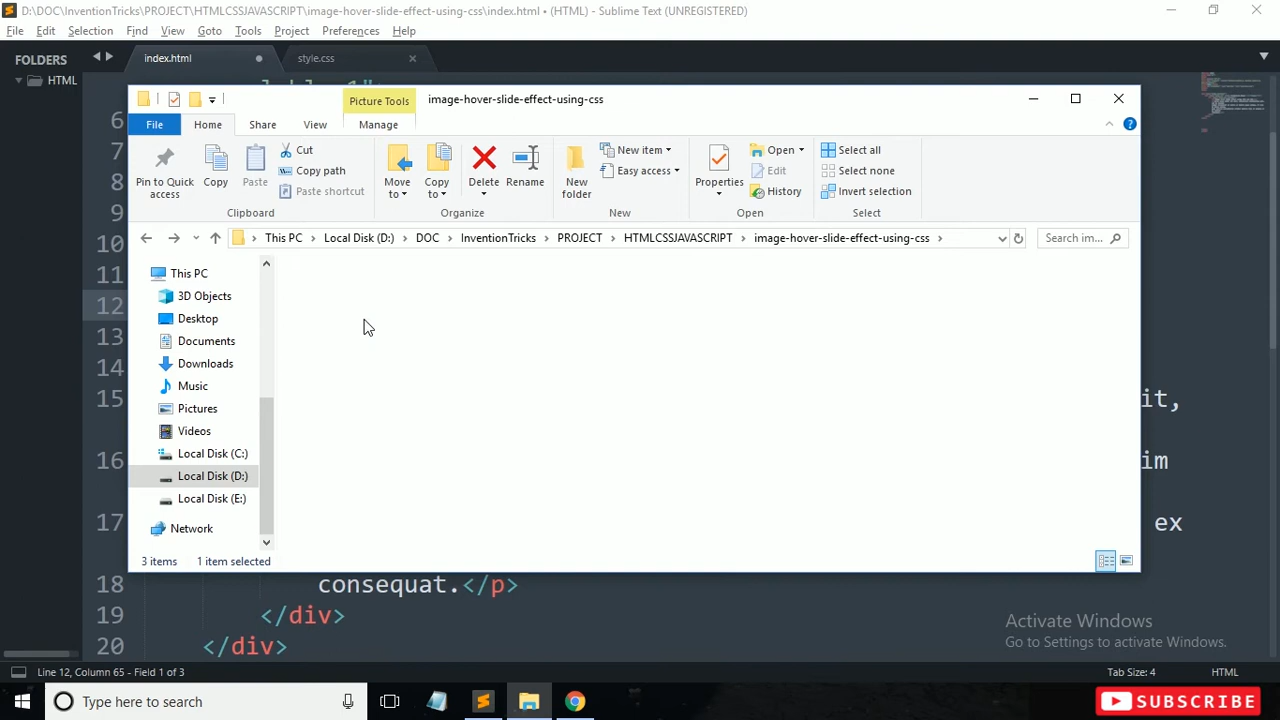 D:\DOC\InventionTricks\PROJECT\HTMLCSSJAVASCRIPT\image-hover-slide-effect-using-css\index.html • (HTML) - Sublime Text (UNREGISTERED)
File Edit Selection Find View Goto Tools Project Preferences Help
FOLDERS index.html style.css
HTML
Picture Tools image-hover-slide-effect-using-css
File Home Share View Manage
Pin to Quick access
Copy
Paste
Cut
Copy path
Paste shortcut
Clipboard
Move to
Copy to
Delete
Rename
Organize
New folder
New item
Easy access
New
Properties
Open
Edit
History
Open
Select all
Select none
Invert selection
Select
This PC Local Disk (D:) DOC InventionTricks PROJECT HTMLCSSJAVASCRIPT image-hover-slide-effect-using-css Search im...
This PC
3D Objects
Desktop
Documents
Downloads
Music
Pictures
Videos
Local Disk (C:)
Local Disk (D:)
Local Disk (E:)
Network
3 items 1 item selected
6
7
8
9
10
11
12
13
14
15 it,
16 im
17 ex
18 consequat.</p>
19 </div>
20 </div>
Activate Windows
Go to Settings to activate Windows.
Line 12, Column 65 - Field 1 of 3 Tab Size: 4 HTML
Type here to search
SUBSCRIBE